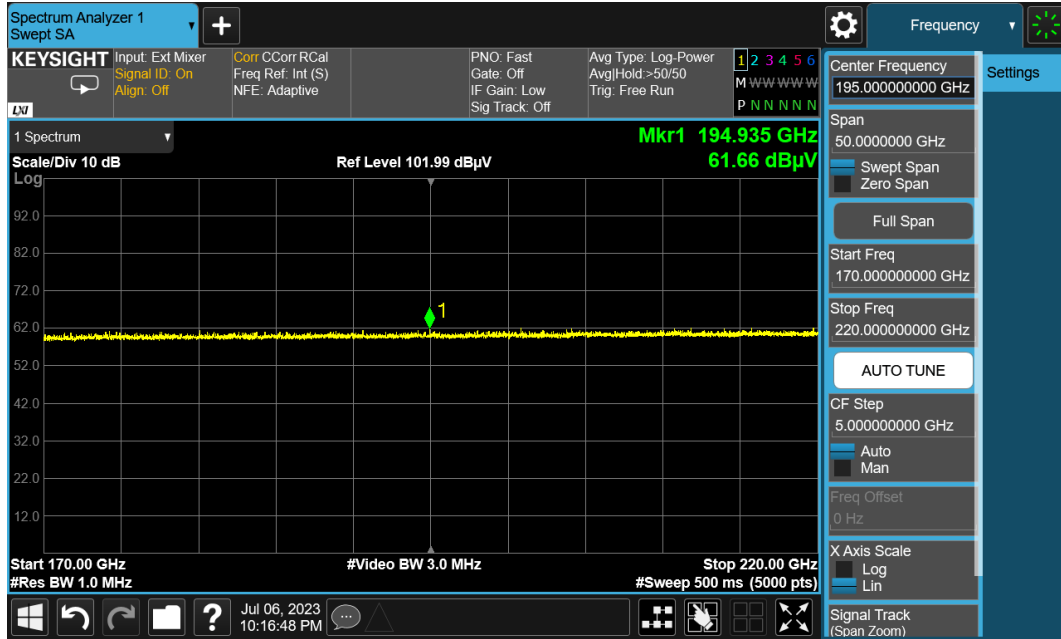 Spectrum Analyzer 1
Swept SA
+
Frequency
KEYSIGHT
Input: Ext Mixer
Signal ID: On
Align: Off
LXI
Corr CCorr RCal
Freq Ref: Int (S)
NFE: Adaptive
PNO: Fast
Gate: Off
IF Gain: Low
Sig Track: Off
Avg Type: Log-Power
Avg|Hold:>50/50
Trig: Free Run
1 2 3 4 5 6
M W W W W W
P N N N N N
1 Spectrum
Mkr1 194.935 GHz
Scale/Div 10 dB
Ref Level 101.99 dBµV
61.66 dBµV
Log
92.0
82.0
72.0
62.0
52.0
42.0
32.0
22.0
12.0
1
Start 170.00 GHz
#Video BW 3.0 MHz
Stop 220.00 GHz
#Res BW 1.0 MHz
#Sweep 500 ms (5000 pts)
Center Frequency
195.000000000 GHz
Settings
Span
50.0000000 GHz
Swept Span
Zero Span
Full Span
Start Freq
170.000000000 GHz
Stop Freq
220.000000000 GHz
AUTO TUNE
CF Step
5.000000000 GHz
Auto
Man
Freq Offset
0 Hz
X Axis Scale
Log
Lin
Signal Track
(Span Zoom)
?
Jul 06, 2023
10:16:48 PM